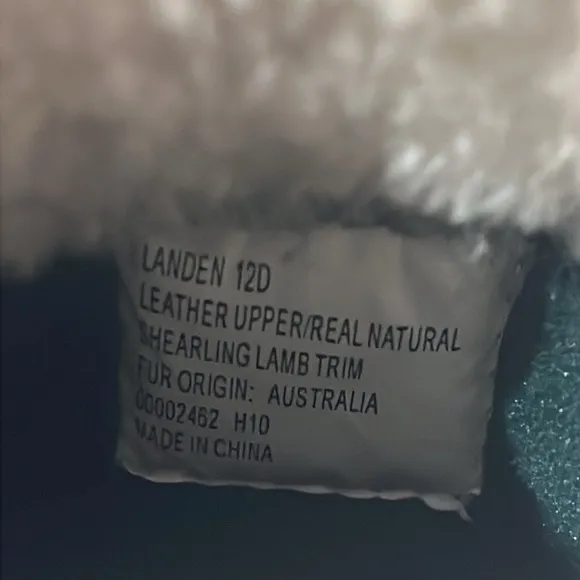 LANDEN 12D
LEATHER UPPER/REAL NATURAL
SHEARLING LAMB TRIM
FUR ORIGIN: AUSTRALIA
00002462 H10
MADE IN CHINA